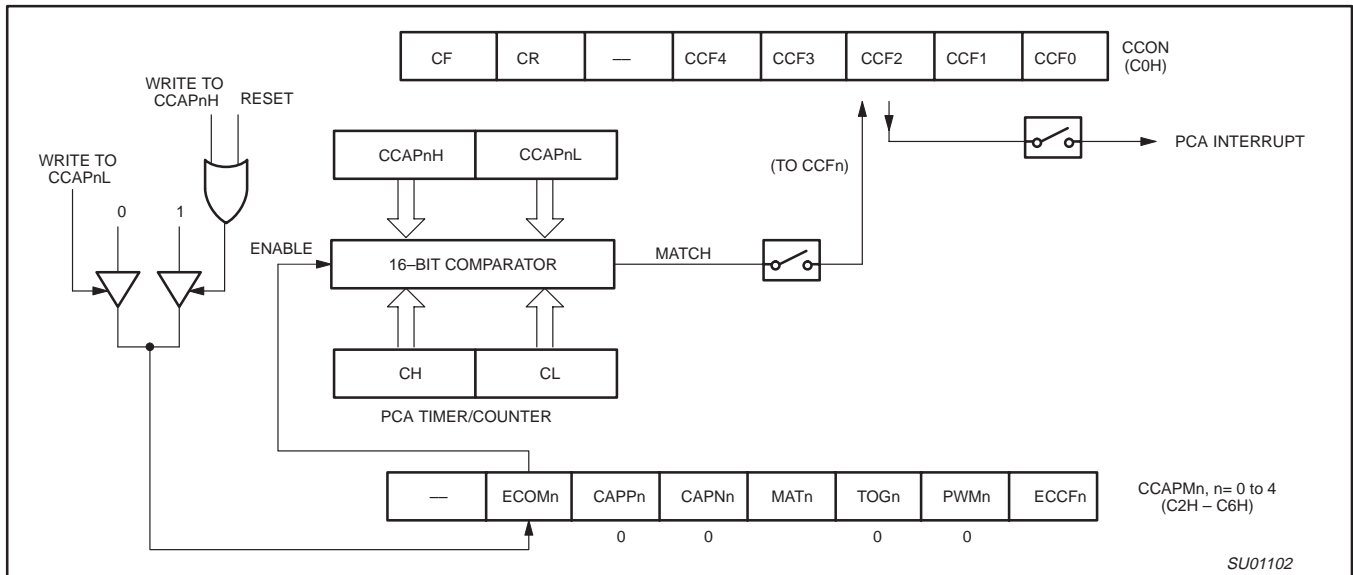 CF CR — CCF4 CCF3 CCF2 CCF1 CCF0
CCON
(C0H)
WRITE TO
CCAPnH RESET
PCA INTERRUPT
CCAPnH CCAPnL
WRITE TO
CCAPnL
(TO CCFn)
0 1
ENABLE
16–BIT COMPARATOR
MATCH
CH CL
PCA TIMER/COUNTER
— ECOMn CAPPn CAPNn MATn TOGn PWMn ECCFn
CCAPMn, n= 0 to 4
(C2H – C6H)
0 0 0 0
SU01102